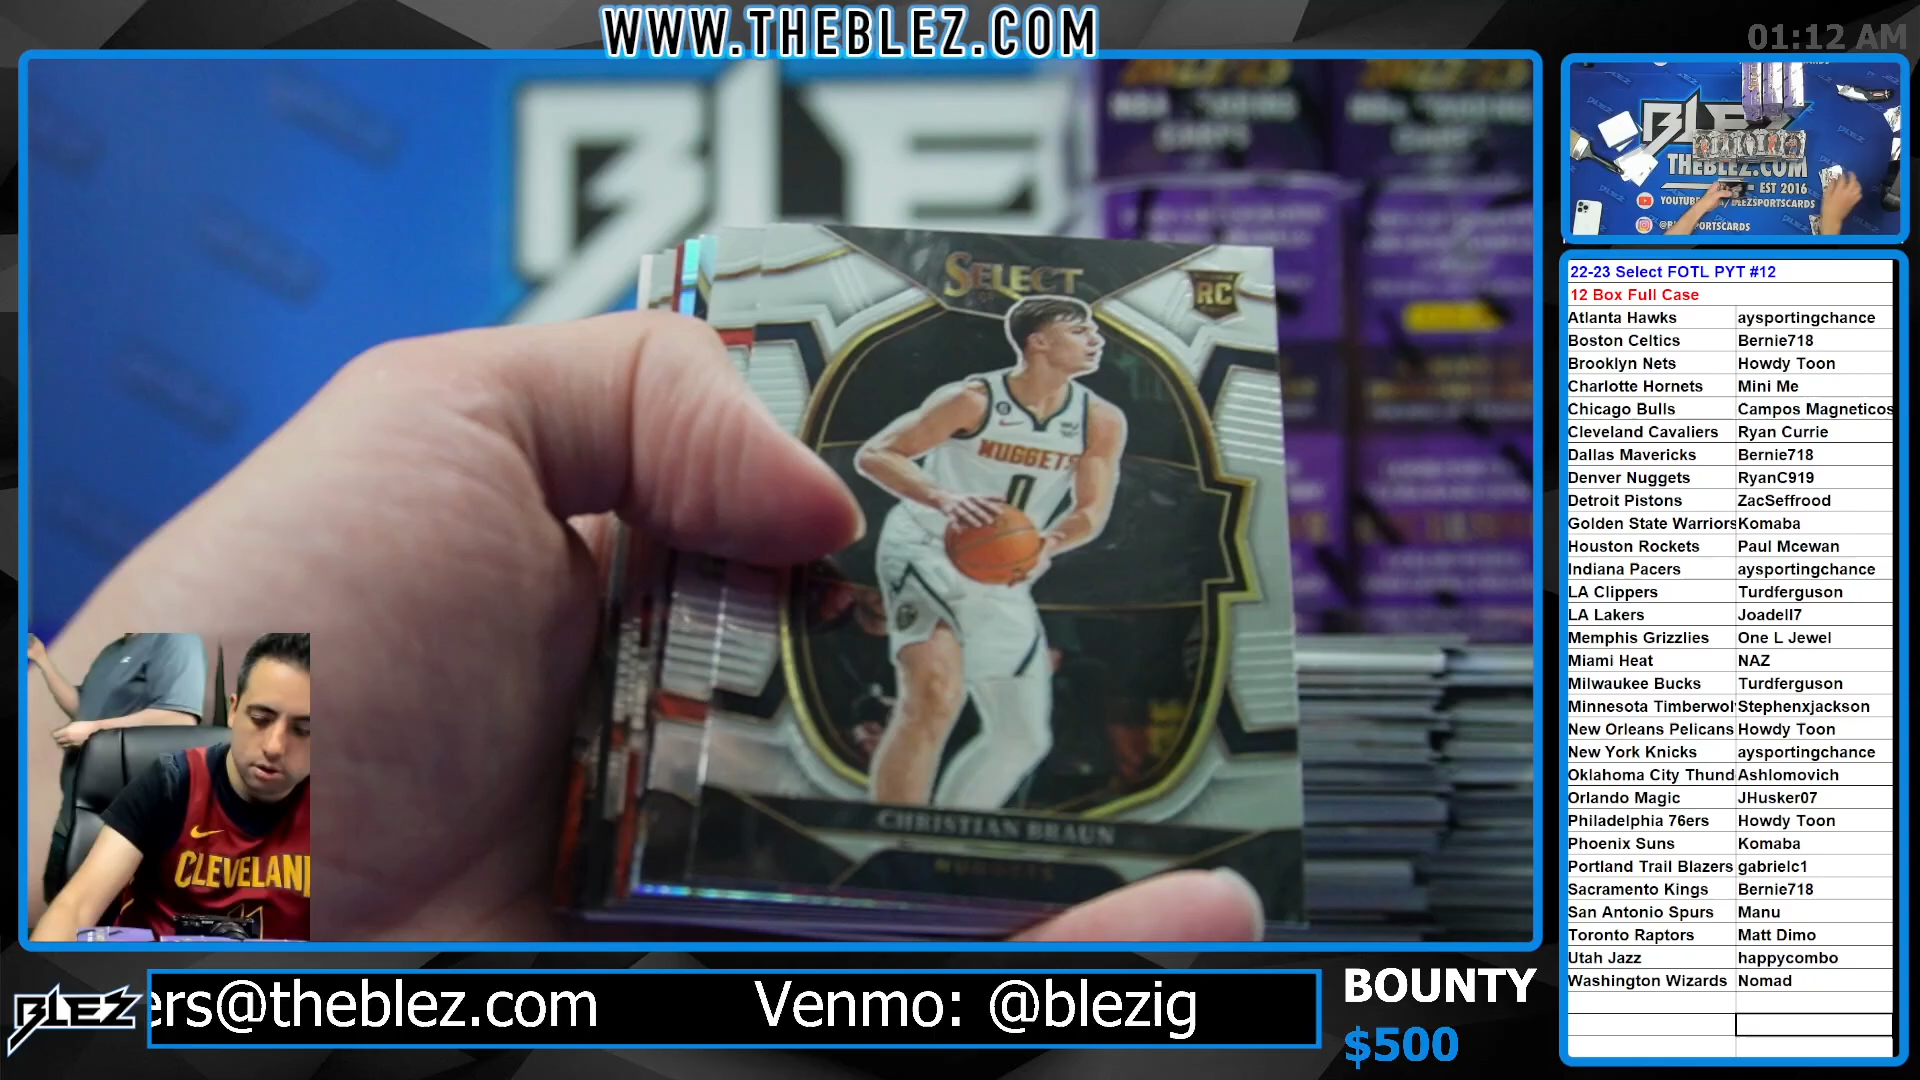 WWW.THEBLEZ.COM
01:12 AM
BLEZ
SELECT
RC
NUGGETS
0
CHRISTIAN BRAUN
NUGGETS
CLEVELAN
BLEZ
THEBLEZ.COM
EST 2016
22-23 Select FOTL PYT #12
12 Box Full Case
Atlanta Hawks aysportingchance
Boston Celtics Bernie718
Brooklyn Nets Howdy Toon
Charlotte Hornets Mini Me
Chicago Bulls Campos Magneticos
Cleveland Cavaliers Ryan Currie
Dallas Mavericks Bernie718
Denver Nuggets RyanC919
Detroit Pistons ZacSeffrood
Golden State Warriors Komaba
Houston Rockets Paul Mcewan
Indiana Pacers aysportingchance
LA Clippers Turdferguson
LA Lakers Joadell7
Memphis Grizzlies One L Jewel
Miami Heat NAZ
Milwaukee Bucks Turdferguson
Minnesota Timberwol Stephenxjackson
New Orleans Pelicans Howdy Toon
New York Knicks aysportingchance
Oklahoma City Thund Ashlomovich
Orlando Magic JHusker07
Philadelphia 76ers Howdy Toon
Phoenix Suns Komaba
Portland Trail Blazers gabrielc1
Sacramento Kings Bernie718
San Antonio Spurs Manu
Toronto Raptors Matt Dimo
Utah Jazz happycombo
Washington Wizards Nomad
BLEZ
ers@theblez.com Venmo: @blezig
BOUNTY
$500